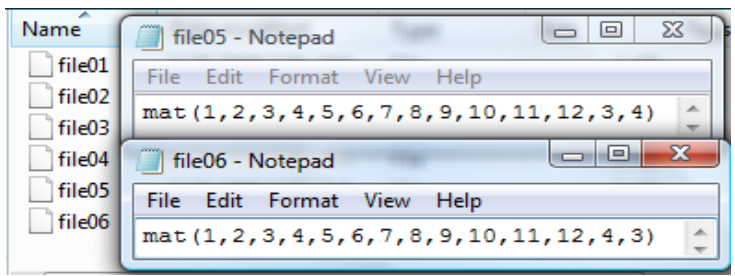 Name
file01
file02
file03
file04
file05
file06
file05 - Notepad
File Edit Format View Help
mat(1,2,3,4,5,6,7,8,9,10,11,12,3,4)
file06 - Notepad
File Edit Format View Help
mat(1,2,3,4,5,6,7,8,9,10,11,12,4,3)